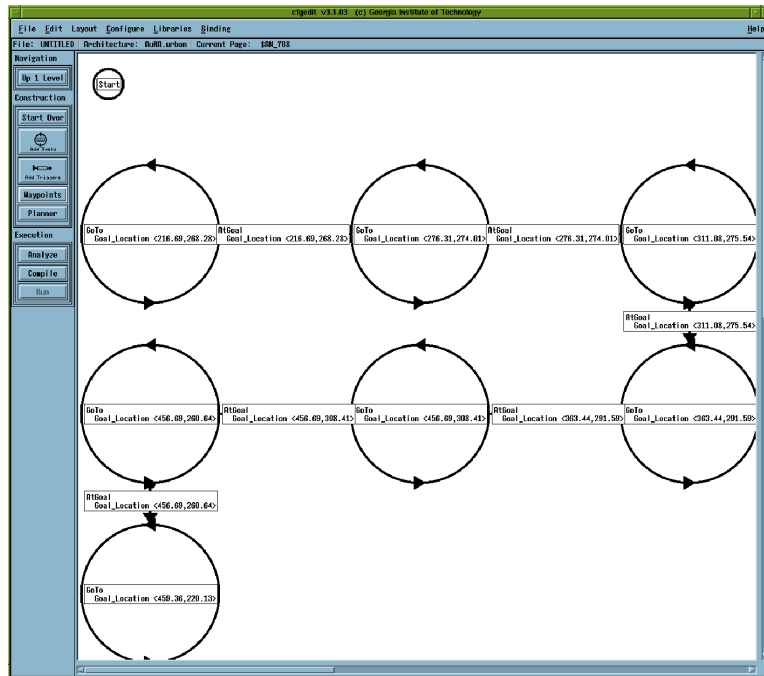 cfgedit v3.1.03 (c) Georgia Institute of Technology
File Edit Layout Configure Libraries Binding Help
File: UNTITLED Architecture: AuRA.urban Current Page: $AN_708
Navigation
Up 1 Level
Construction
Start Over
Add Tasks
Add Triggers
Waypoints
Planner
Execution
Analyze
Compile
Run
Start
GoTo
Goal_Location <216.69,268.28>
AtGoal
Goal_Location <216.69,268.28>
GoTo
Goal_Location <276.31,274.01>
AtGoal
Goal_Location <276.31,274.01>
GoTo
Goal_Location <311.08,275.54>
AtGoal
Goal_Location <311.08,275.54>
GoTo
Goal_Location <456.69,260.64>
AtGoal
Goal_Location <456.69,308.41>
GoTo
Goal_Location <456.69,308.41>
AtGoal
Goal_Location <363.44,291.59>
GoTo
Goal_Location <363.44,291.59>
AtGoal
Goal_Location <456.69,260.64>
GoTo
Goal_Location <459.36,220.13>